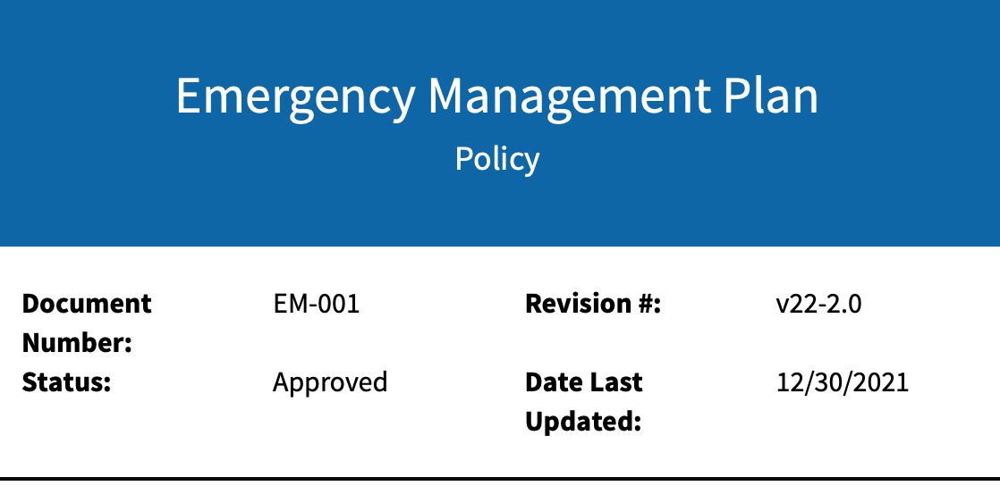 Emergency Management Plan
Policy
Document Number: EM-001 Revision #: v22-2.0
Status: Approved Date Last Updated: 12/30/2021